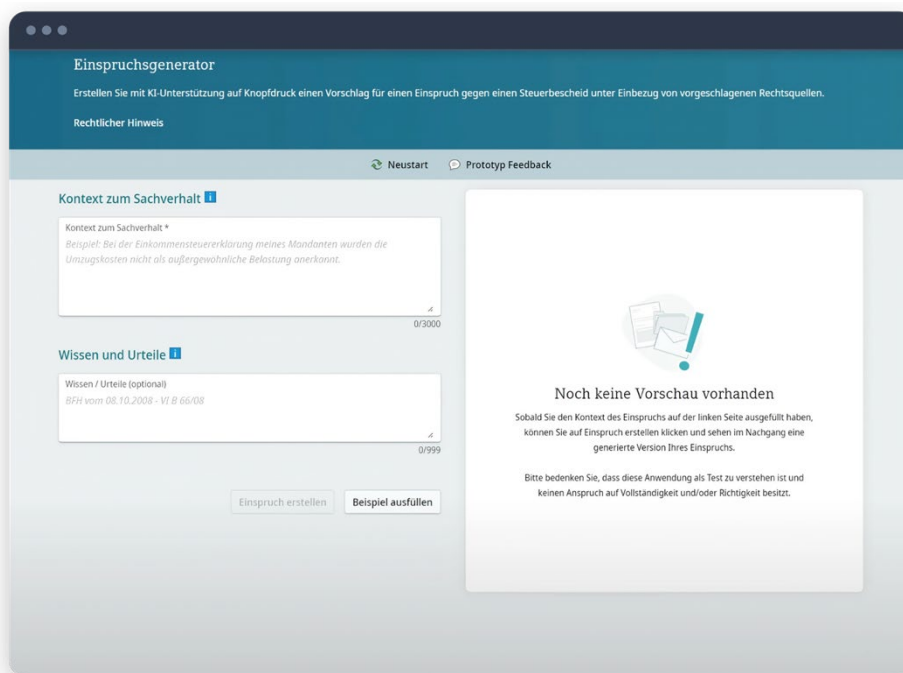 Einspruchsgenerator
Erstellen Sie mit KI-Unterstützung auf Knopfdruck einen Vorschlag für einen Einspruch gegen einen Steuerbescheid unter Einbezug von vorgeschlagenen Rechtsquellen.
Rechtlicher Hinweis
Neustart
Prototyp Feedback
Kontext zum Sachverhalt i
Kontext zum Sachverhalt *
Beispiel: Bei der Einkommensteuererklärung meines Mandanten wurden die
Umzugskosten nicht als außergewöhnliche Belastung anerkannt.
0/3000
Wissen und Urteile i
Wissen / Urteile (optional)
BFH vom 08.10.2008 - VI B 66/08
0/999
Einspruch erstellen
Beispiel ausfüllen
Noch keine Vorschau vorhanden
Sobald Sie den Kontext des Einspruchs auf der linken Seite ausgefüllt haben,
können Sie auf Einspruch erstellen klicken und sehen im Nachgang eine
generierte Version Ihres Einspruchs.
Bitte bedenken Sie, dass diese Anwendung als Test zu verstehen ist und
keinen Anspruch auf Vollständigkeit und/oder Richtigkeit besitzt.